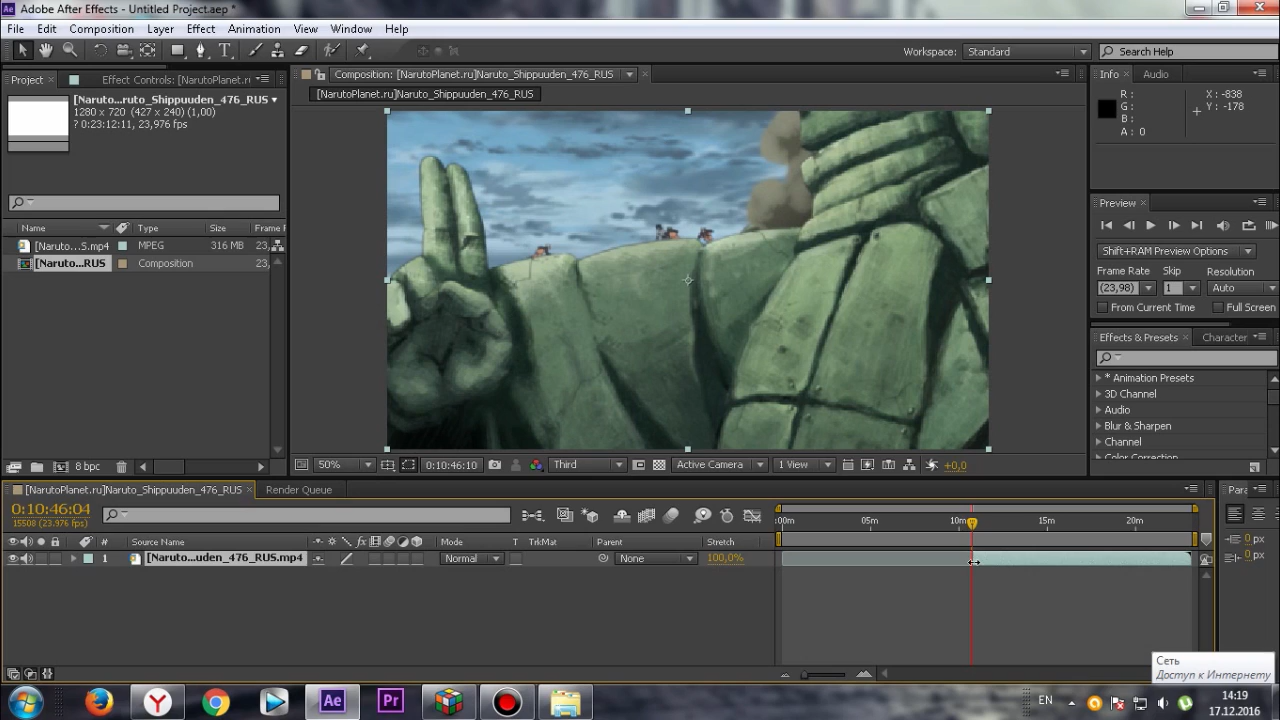 Adobe After Effects - Untitled Project.aep *
File Edit Composition Layer Effect Animation View Window Help
Workspace: Standard Search Help
Project Effect Controls: [NarutoPlanet.r
Composition: [NarutoPlanet.ru]Naruto_Shippuuden_476_RUS
Info Audio
[NarutoPlanet.ru]Naruto_Shippuuden_476_RUS
[Naruto...ruto_Shippuuden_476_RUS
1280 x 720 (427 x 240) (1,00)
? 0:23:12:11, 23,976 fps
R:
G:
B:
A: 0
X: -838
Y: -178
Preview
Shift+RAM Preview Options
Frame Rate Skip Resolution
(23,98) 1 Auto
From Current Time Full Screen
Name Type Size Frame R
[Naruto...S.mp4 MPEG 316 MB 23,
[Naruto...RUS Composition 23,
Effects & Presets Character
* Animation Presets
3D Channel
Audio
Blur & Sharpen
Channel
Color Correction
8 bpc
50% 0:10:46:10 Third Active Camera 1 View +0,0
[NarutoPlanet.ru]Naruto_Shippuuden_476_RUS Render Queue
Para
0:10:46:04
15508 (23.976 fps)
:00m 05m 10m 15m 20m
# Source Name Mode T TrkMat Parent Stretch
1 [Naruto...uden_476_RUS.mp4 Normal None 100,0%
0 px
0 px
Сеть
Доступ к Интернету
EN
14:19
17.12.2016